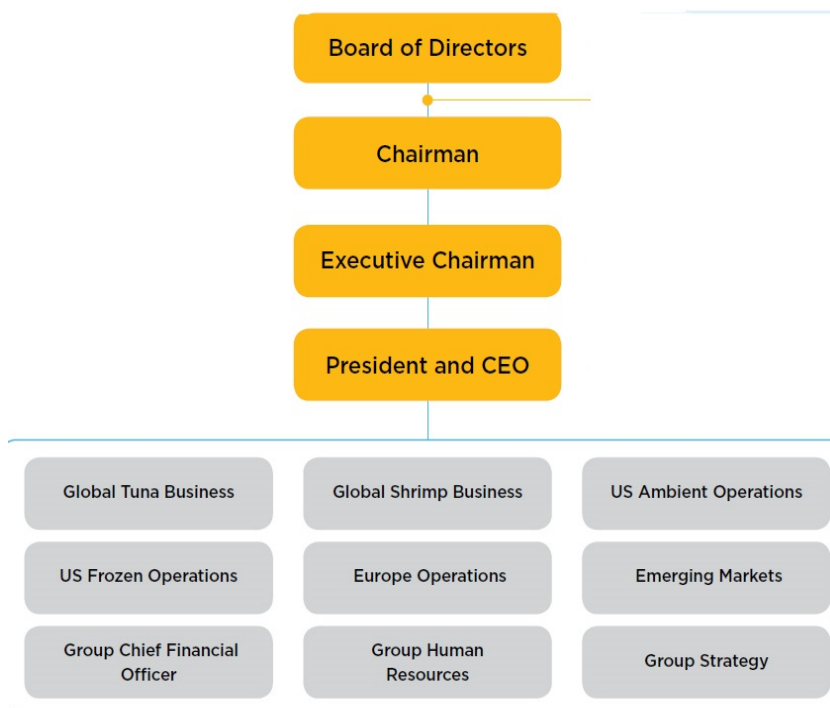 Board of Directors
Chairman
Executive Chairman
President and CEO
Global Tuna Business
Global Shrimp Business
US Ambient Operations
US Frozen Operations
Europe Operations
Emerging Markets
Group Chief Financial
Officer
Group Human
Resources
Group Strategy